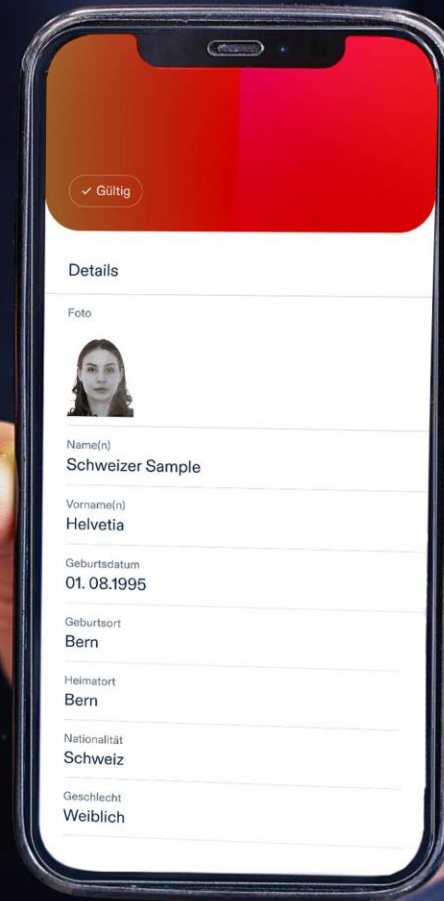 Gültig
Details
Foto
Name(n)
Schweizer Sample
Vorname(n)
Helvetia
Geburtsdatum
01. 08.1995
Geburtsort
Bern
Heimatort
Bern
Nationalität
Schweiz
Geschlecht
Weiblich